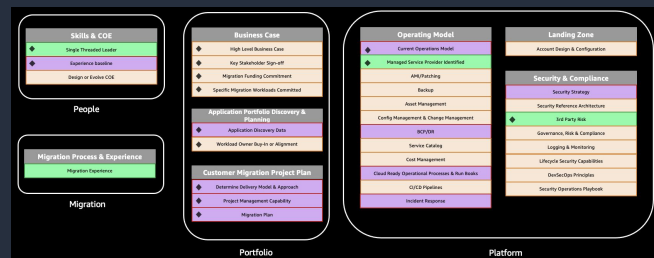 Skills & COE
Single Threaded Leader
Experience baseline
Design or Evolve COE
People
Migration Process & Experience
Migration Experience
Migration
Business Case
High Level Business Case
Key Stakeholder Sign-off
Migration Funding Commitment
Specific Migration Workloads Committed
Application Portfolio Discovery &
Planning
Application Discovery Data
Workload Owner Buy-In or Alignment
Customer Migration Project Plan
Determine Delivery Model & Approach
Project Management Capability
Migration Plan
Portfolio
Operating Model
Current Operations Model
Managed Service Provider Identified
AMI/Patching
Backup
Asset Management
Config Management & Change Management
BCP/DR
Service Catalog
Cost Management
Cloud Ready Operational Processes & Run Books
CI/CD Pipelines
Incident Response
Landing Zone
Account Design & Configuration
Security & Compliance
Security Strategy
Security Reference Architecture
3rd Party Risk
Governance, Risk & Compliance
Logging & Monitoring
Lifecycle Security Capabilities
DevSecOps Principles
Security Operations Playbook
Platform